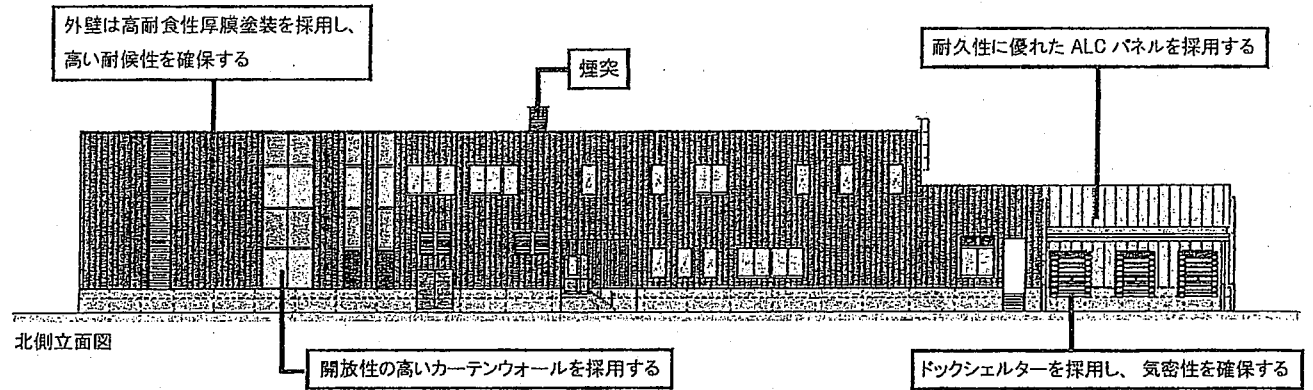 外壁は高耐食性厚膜塗装を採用し、
高い耐候性を確保する
煙突
耐久性に優れた ALC パネルを採用する
北側立面図
開放性の高いカーテンウォールを採用する
ドックシェルターを採用し、気密性を確保する